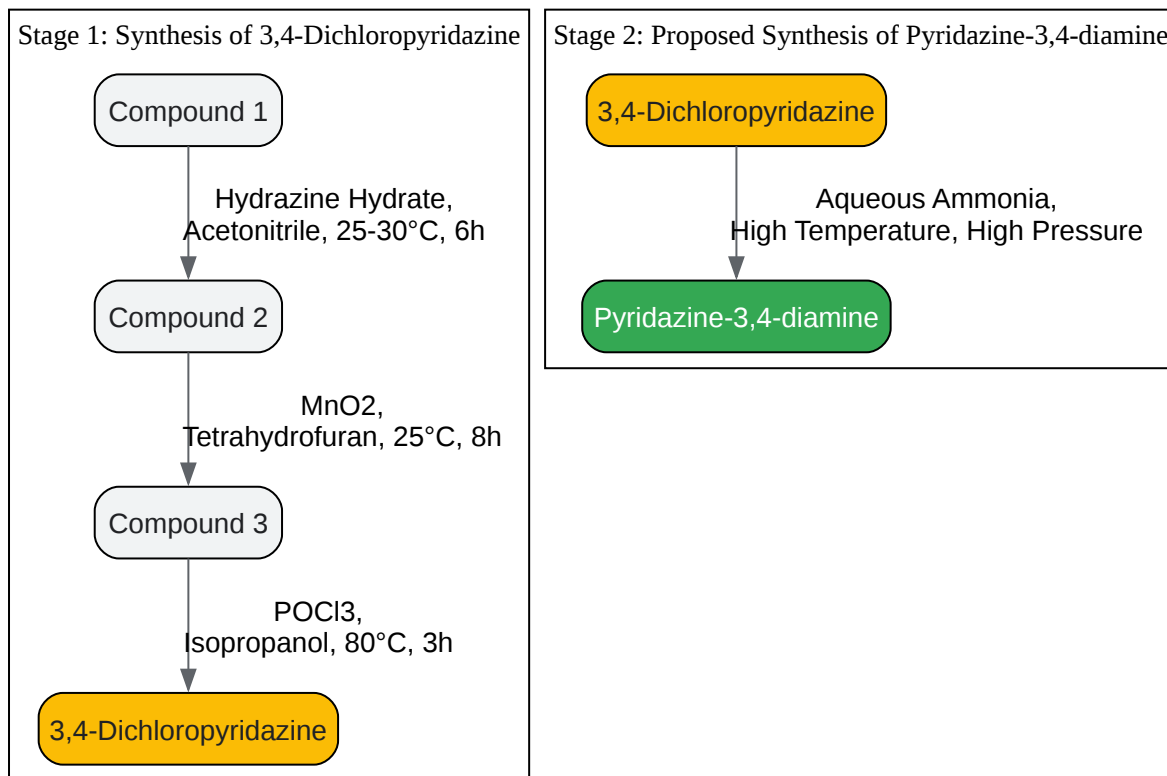 Stage 1: Synthesis of 3,4-Dichloropyridazine
Compound 1
Hydrazine Hydrate,
Acetonitrile, 25-30°C, 6h
Compound 2
MnO2,
Tetrahydrofuran, 25°C, 8h
Compound 3
POCl3,
Isopropanol, 80°C, 3h
3,4-Dichloropyridazine
Stage 2: Proposed Synthesis of Pyridazine-3,4-diamine
3,4-Dichloropyridazine
Aqueous Ammonia,
High Temperature, High Pressure
Pyridazine-3,4-diamine